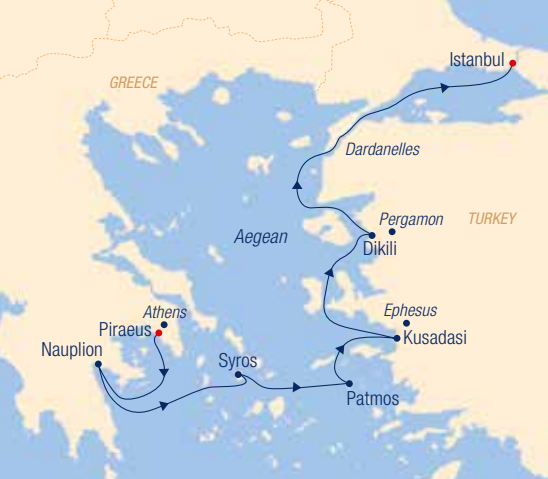 Istanbul
GREECE
Dardanelles
Pergamon
TURKEY
Aegean
Dikili
Athens
Ephesus
Piraeus
Kusadasi
Nauplion
Syros
Patmos